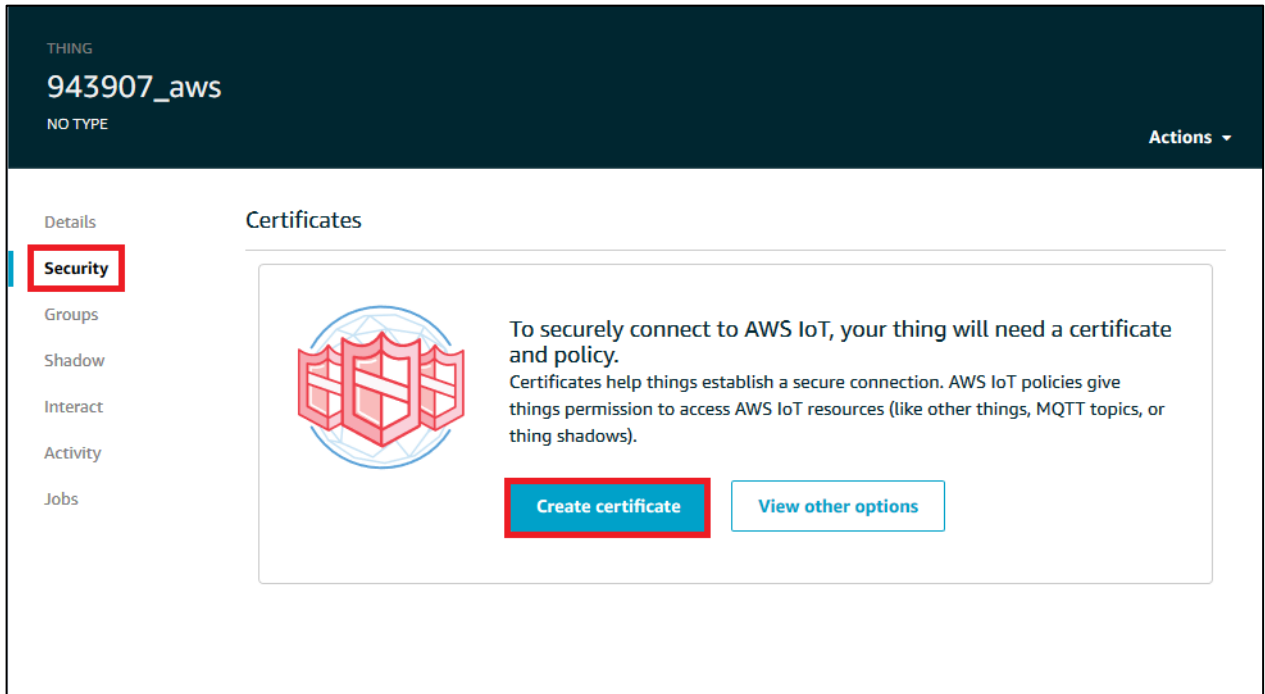 THING
943907_aws
NO TYPE
Actions
Details
Security
Groups
Shadow
Interact
Activity
Jobs
Certificates
To securely connect to AWS IoT, your thing will need a certificate
and policy.
Certificates help things establish a secure connection. AWS IoT policies give
things permission to access AWS IoT resources (like other things, MQTT topics, or
thing shadows).
Create certificate
View other options